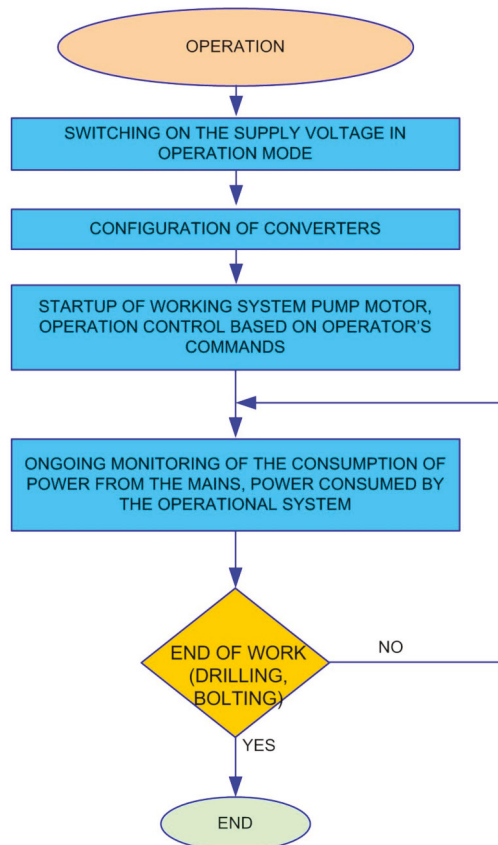 OPERATION
SWITCHING ON THE SUPPLY VOLTAGE IN
OPERATION MODE
CONFIGURATION OF CONVERTERS
STARTUP OF WORKING SYSTEM PUMP MOTOR,
OPERATION CONTROL BASED ON OPERATOR'S
COMMANDS
ONGOING MONITORING OF THE CONSUMPTION OF
POWER FROM THE MAINS, POWER CONSUMED BY
THE OPERATIONAL SYSTEM
END OF WORK
(DRILLING,
BOLTING)
NO
YES
END